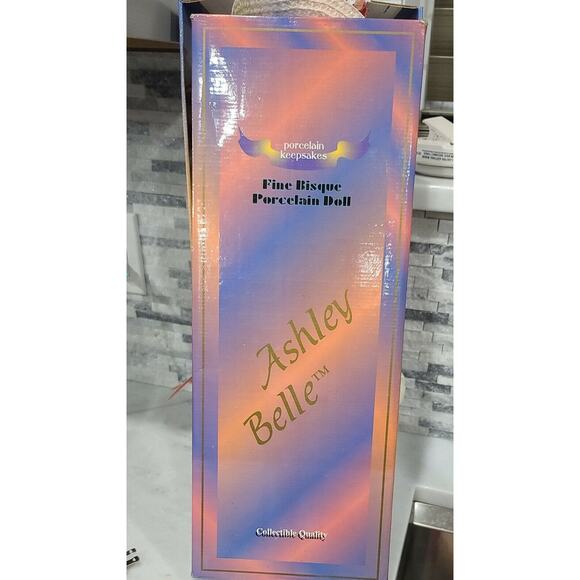 porcelain
keepsakes
Fine Bisque
Porcelain Doll
Ashley
Belle™
Collectible Quality